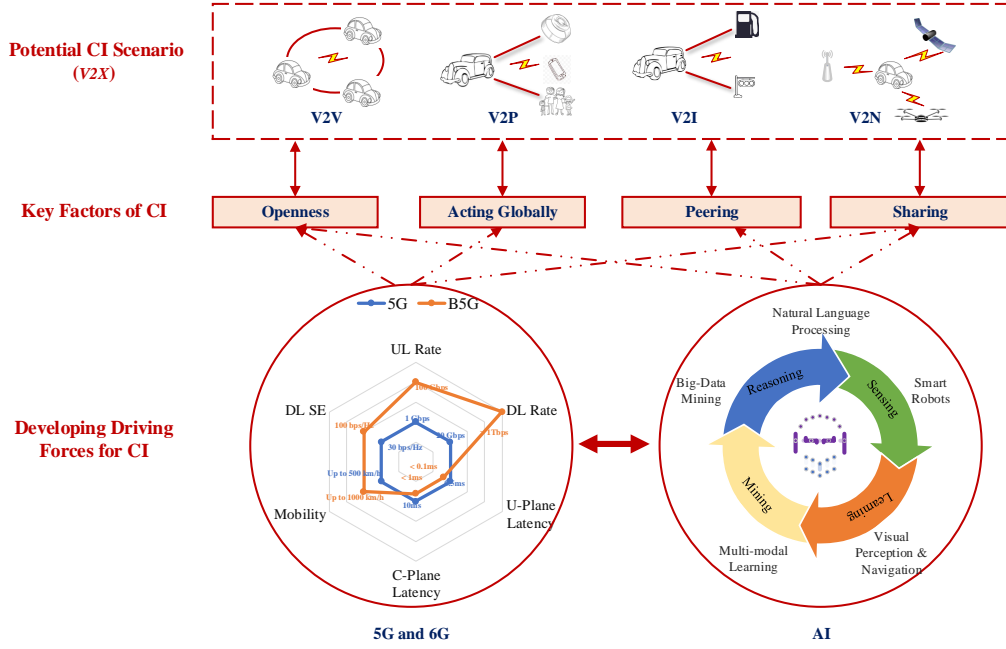 Potential CI Scenario
(V2X)
V2V
V2P
V2I
V2N
Key Factors of CI
Openness
Acting Globally
Peering
Sharing
Developing Driving
Forces for CI
5G
B5G
UL Rate
DL Rate
U-Plane
Latency
C-Plane
Latency
Mobility
DL SE
100 Gbps
1 Gbps
20 Gbps
1Tbps
100 bps/Hz
30 bps/Hz
< 0.1ms
< 1ms
10ms
Up to 500 km/h
Up to 1000 km/h
5G and 6G
Natural Language
Processing
Big-Data
Mining
Smart
Robots
Reasoning
Sensing
Learning
Mining
Multi-modal
Learning
Visual
Perception &
Navigation
AI